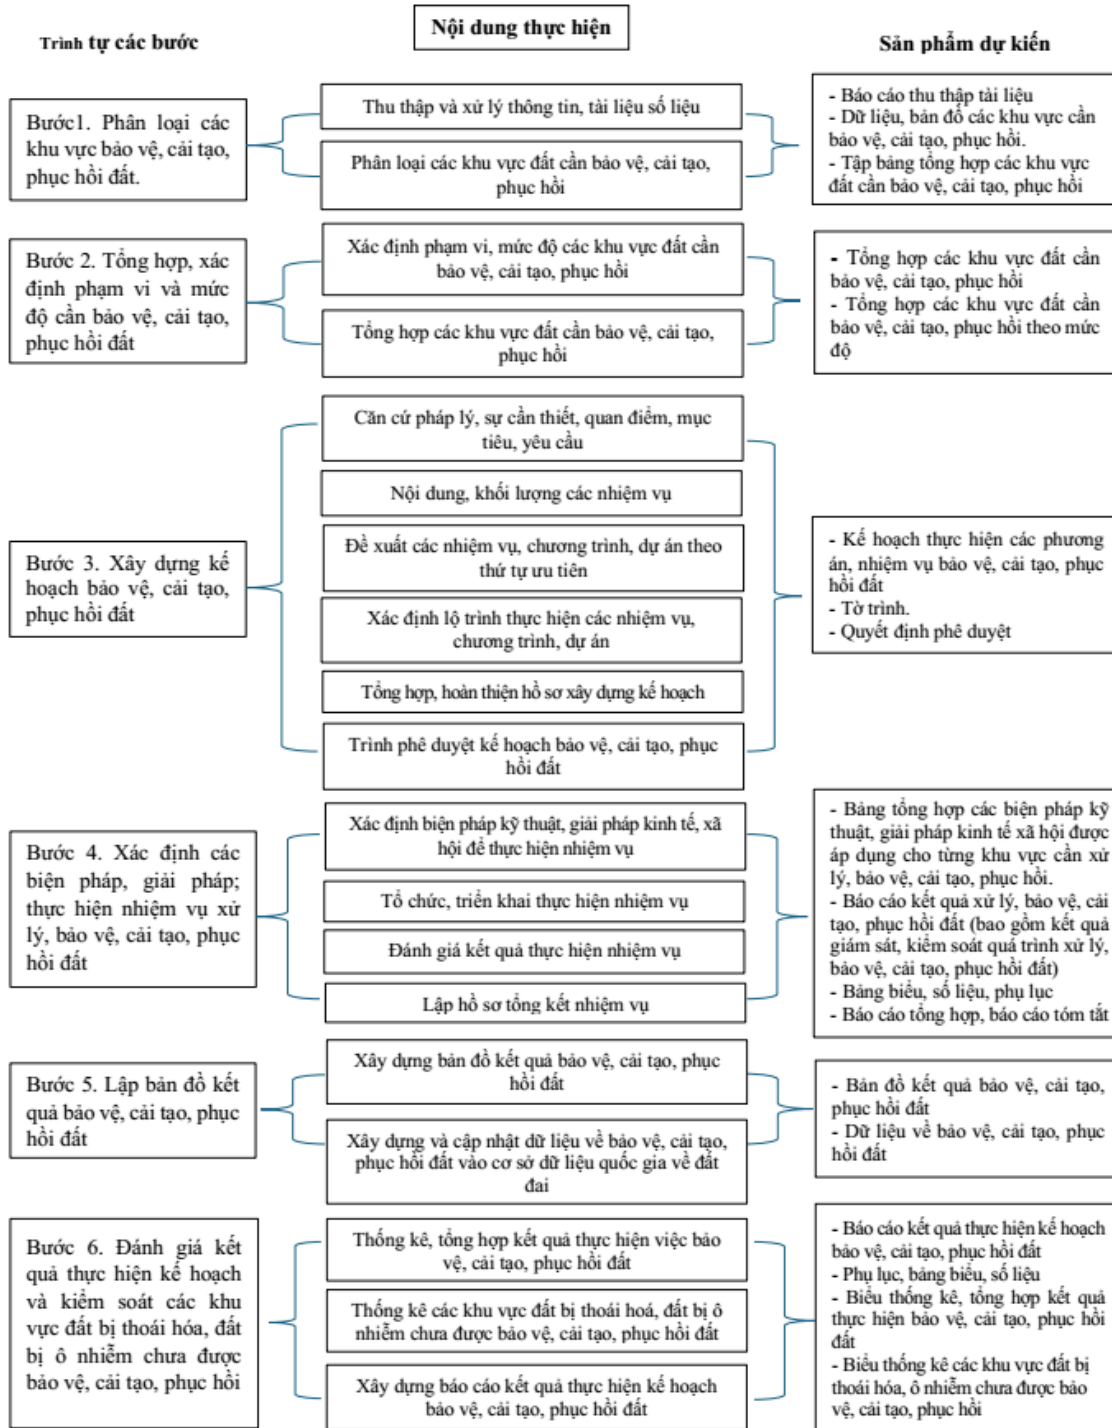 Trình tự các bước
Nội dung thực hiện
Sản phẩm dự kiến
Bước1. Phân loại các
khu vực bảo vệ, cải tạo,
phục hồi đất.
Thu thập và xử lý thông tin, tài liệu số liệu
Phân loại các khu vực đất cần bảo vệ, cải tạo,
phục hồi
- Báo cáo thu thập tài liệu
- Dữ liệu, bản đồ các khu vực cần
bảo vệ, cải tạo, phục hồi.
- Tập bảng tổng hợp các khu vực
đất cần bảo vệ, cải tạo, phục hồi
Bước 2. Tổng hợp, xác
định phạm vi và mức
độ cần bảo vệ, cải tạo,
phục hồi đất
Xác định phạm vi, mức độ các khu vực đất cần
bảo vệ, cải tạo, phục hồi
Tổng hợp các khu vực đất cần bảo vệ, cải tạo,
phục hồi
- Tổng hợp các khu vực đất cần
bảo vệ, cải tạo, phục hồi
- Tổng hợp các khu vực đất cần
bảo vệ, cải tạo, phục hồi theo mức
độ
Bước 3. Xây dựng kế
hoạch bảo vệ, cải tạo,
phục hồi đất
Căn cứ pháp lý, sự cần thiết, quan điểm, mục
tiêu, yêu cầu
Nội dung, khối lượng các nhiệm vụ
Đề xuất các nhiệm vụ, chương trình, dự án theo
thứ tự ưu tiên
Xác định lộ trình thực hiện các nhiệm vụ,
chương trình, dự án
Tổng hợp, hoàn thiện hồ sơ xây dựng kế hoạch
Trình phê duyệt kế hoạch bảo vệ, cải tạo, phục
hồi đất
- Kế hoạch thực hiện các phương
án, nhiệm vụ bảo vệ, cải tạo, phục
hồi đất
- Tờ trình.
- Quyết định phê duyệt
Bước 4. Xác định các
biện pháp, giải pháp;
thực hiện nhiệm vụ xử
lý, bảo vệ, cải tạo, phục
hồi đất
Xác định biện pháp kỹ thuật, giải pháp kinh tế, xã
hội để thực hiện nhiệm vụ
Tổ chức, triển khai thực hiện nhiệm vụ
Đánh giá kết quả thực hiện nhiệm vụ
Lập hồ sơ tổng kết nhiệm vụ
- Bảng tổng hợp các biện pháp kỹ
thuật, giải pháp kinh tế xã hội được
áp dụng cho từng khu vực cần xử
lý, bảo vệ, cải tạo, phục hồi.
- Báo cáo kết quả xử lý, bảo vệ, cải
tạo, phục hồi đất (bao gồm kết quả
giám sát, kiểm soát quá trình xử lý,
bảo vệ, cải tạo, phục hồi đất)
- Bảng biểu, số liệu, phụ lục
- Báo cáo tổng hợp, báo cáo tóm tắt
Bước 5. Lập bản đồ kết
quả bảo vệ, cải tạo, phục
hồi đất
Xây dựng bản đồ kết quả bảo vệ, cải tạo, phục
hồi đất
Xây dựng và cập nhật dữ liệu về bảo vệ, cải tạo,
phục hồi đất vào cơ sở dữ liệu quốc gia về đất
đai
- Bản đồ kết quả bảo vệ, cải tạo,
phục hồi đất
- Dữ liệu về bảo vệ, cải tạo, phục
hồi đất
Bước 6. Đánh giá kết
quả thực hiện kế hoạch
và kiểm soát các khu
vực đất bị thoái hóa, đất
bị ô nhiễm chưa được
bảo vệ, cải tạo, phục hồi
Thống kê, tổng hợp kết quả thực hiện việc bảo
vệ, cải tạo, phục hồi đất
Thống kê các khu vực đất bị thoái hoá, đất bị ô
nhiễm chưa được bảo vệ, cải tạo, phục hồi đất
Xây dựng báo cáo kết quả thực hiện kế hoạch
bảo vệ, cải tạo, phục hồi đất
- Báo cáo kết quả thực hiện kế hoạch
bảo vệ, cải tạo, phục hồi đất
- Phụ lục, bảng biểu, số liệu
- Biểu thống kê, tổng hợp kết quả
thực hiện bảo vệ, cải tạo, phục hồi
đất
- Biểu thống kê các khu vực đất bị
thoái hóa, ô nhiễm chưa được bảo
vệ, cải tạo, phục hồi